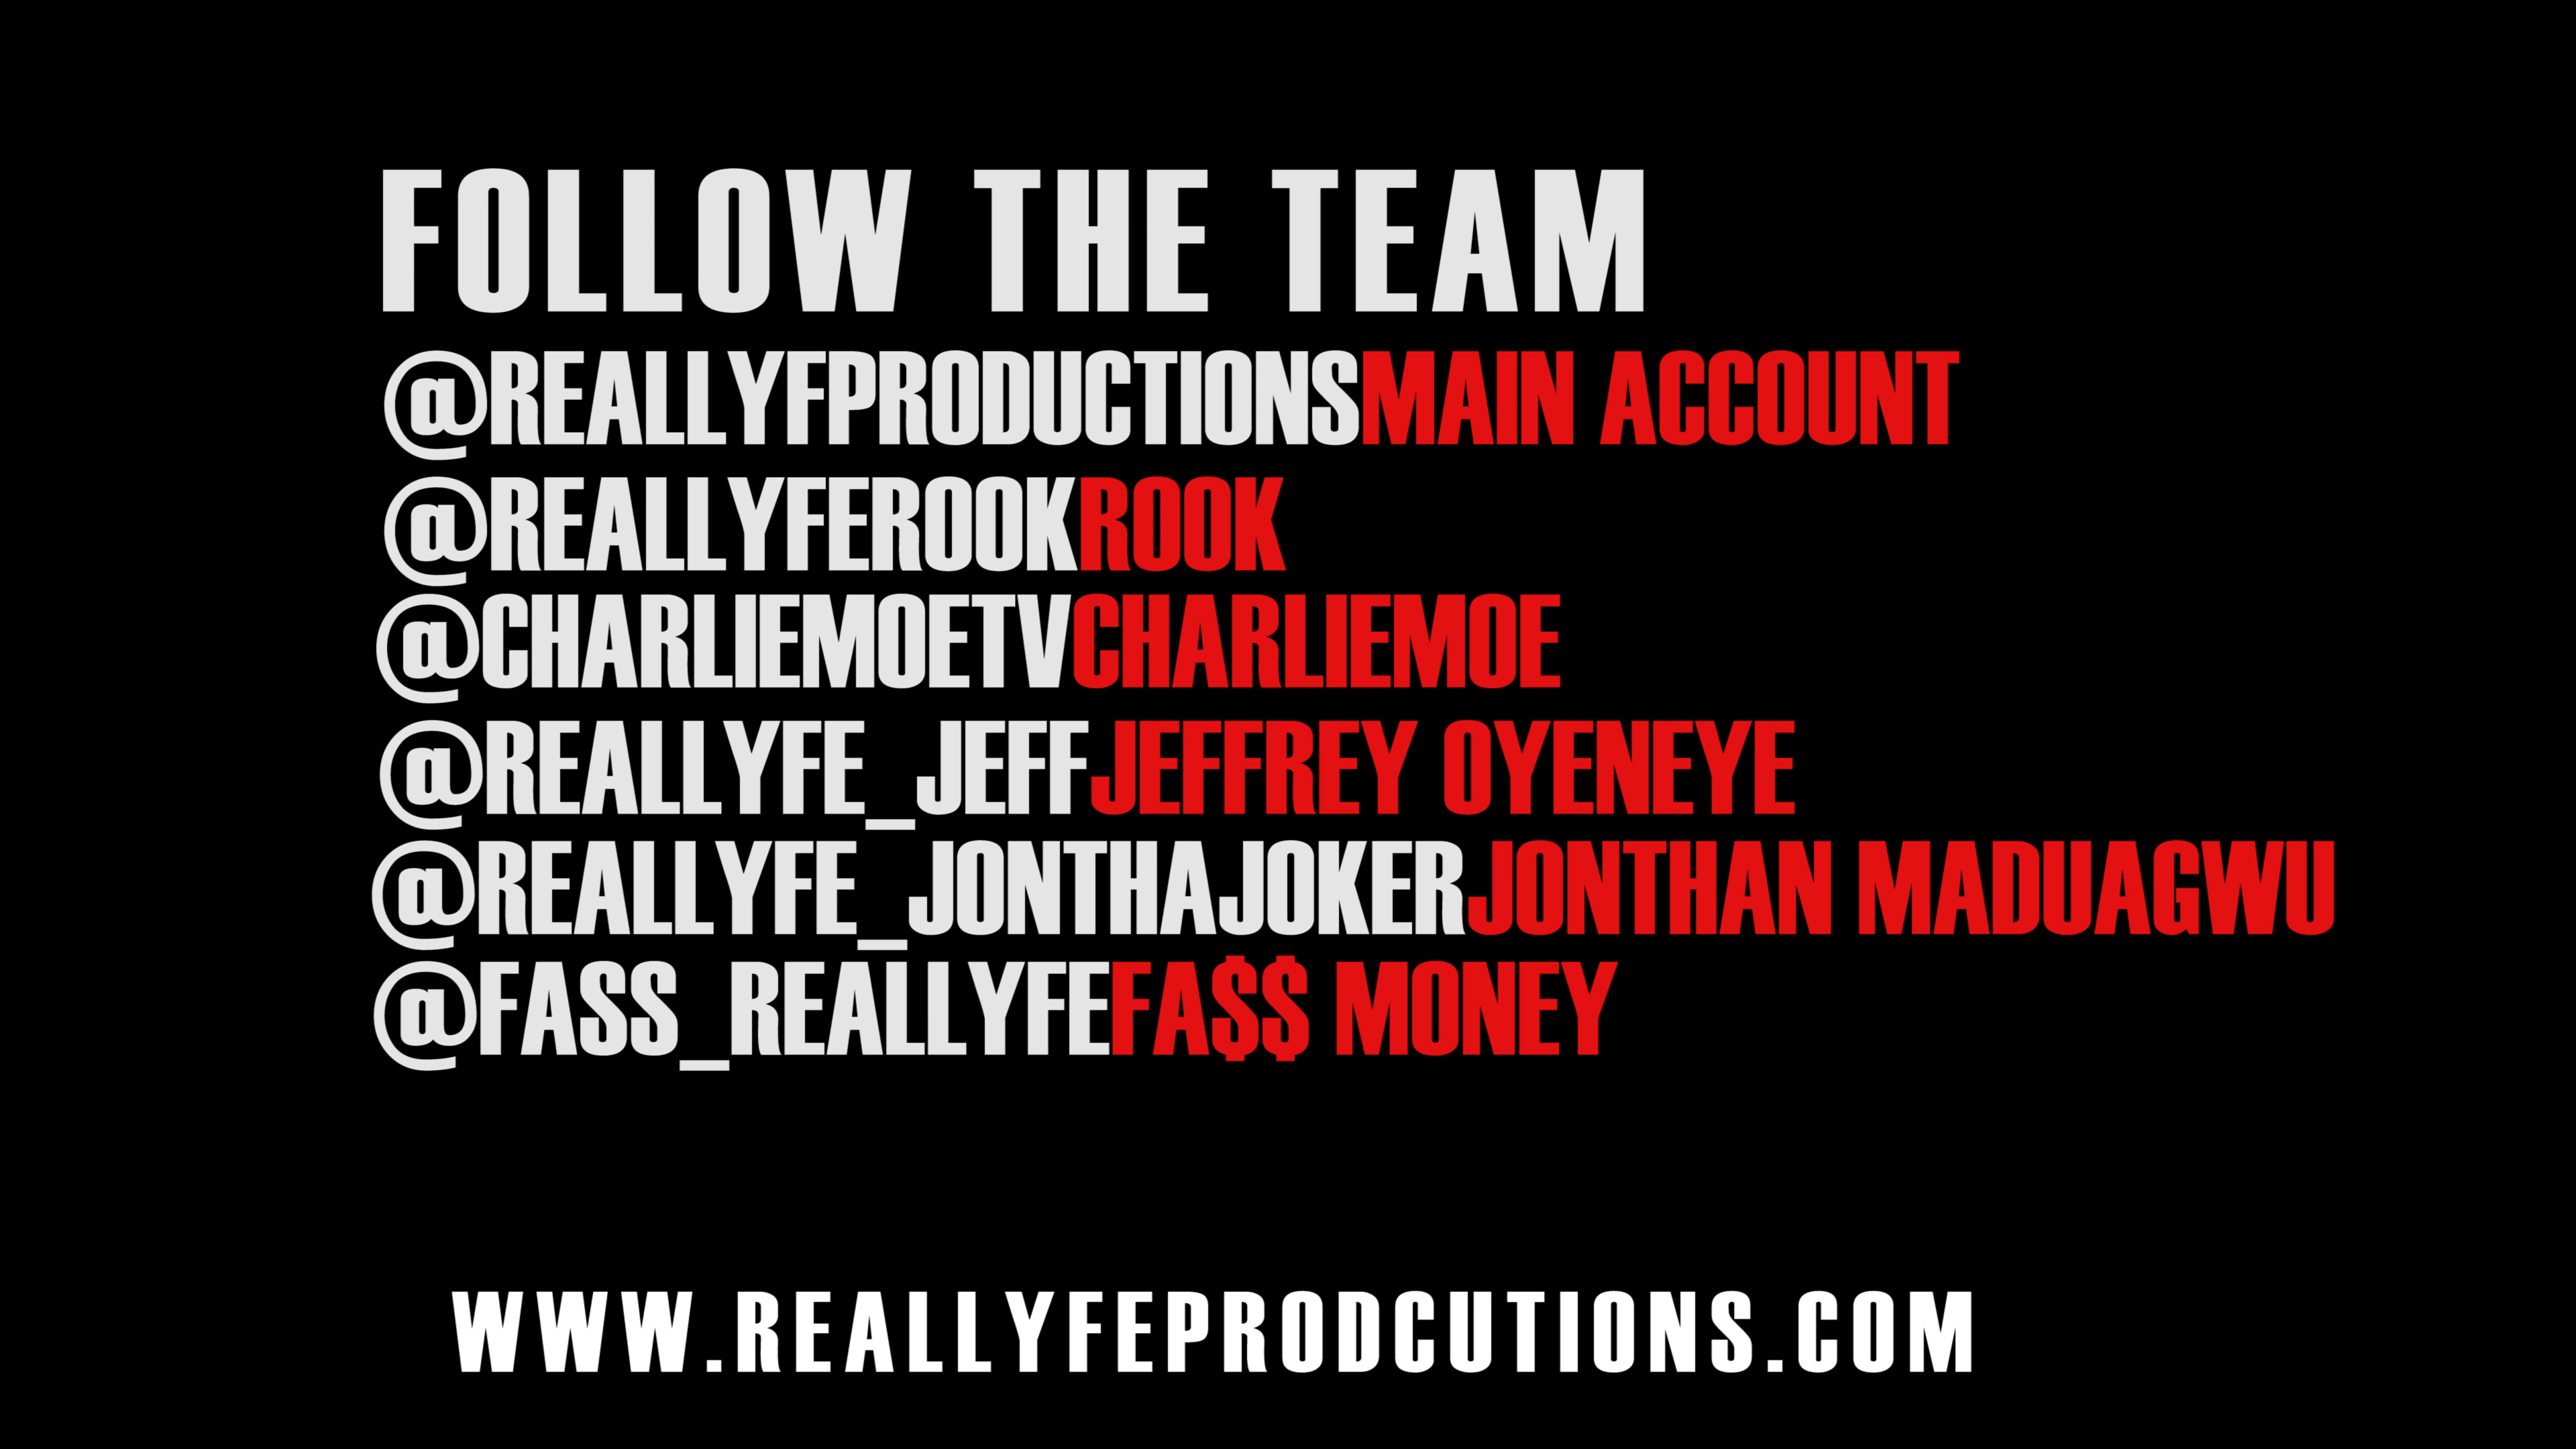 FOLLOW THE TEAM
@REALLYFPRODUCTIONSMAIN ACCOUNT
@REALLYFEROOKROOK
@CHARLIEMOETVCHARLIEMOE
@REALLYFE_JEFFJEFFREY OYENEYE
@REALLYFE_JONTHAJOKERJONTHAN MADUAGWU
@FASS_REALLYFEFA$$ MONEY
WWW.REALLYFEPRODCUTIONS.COM